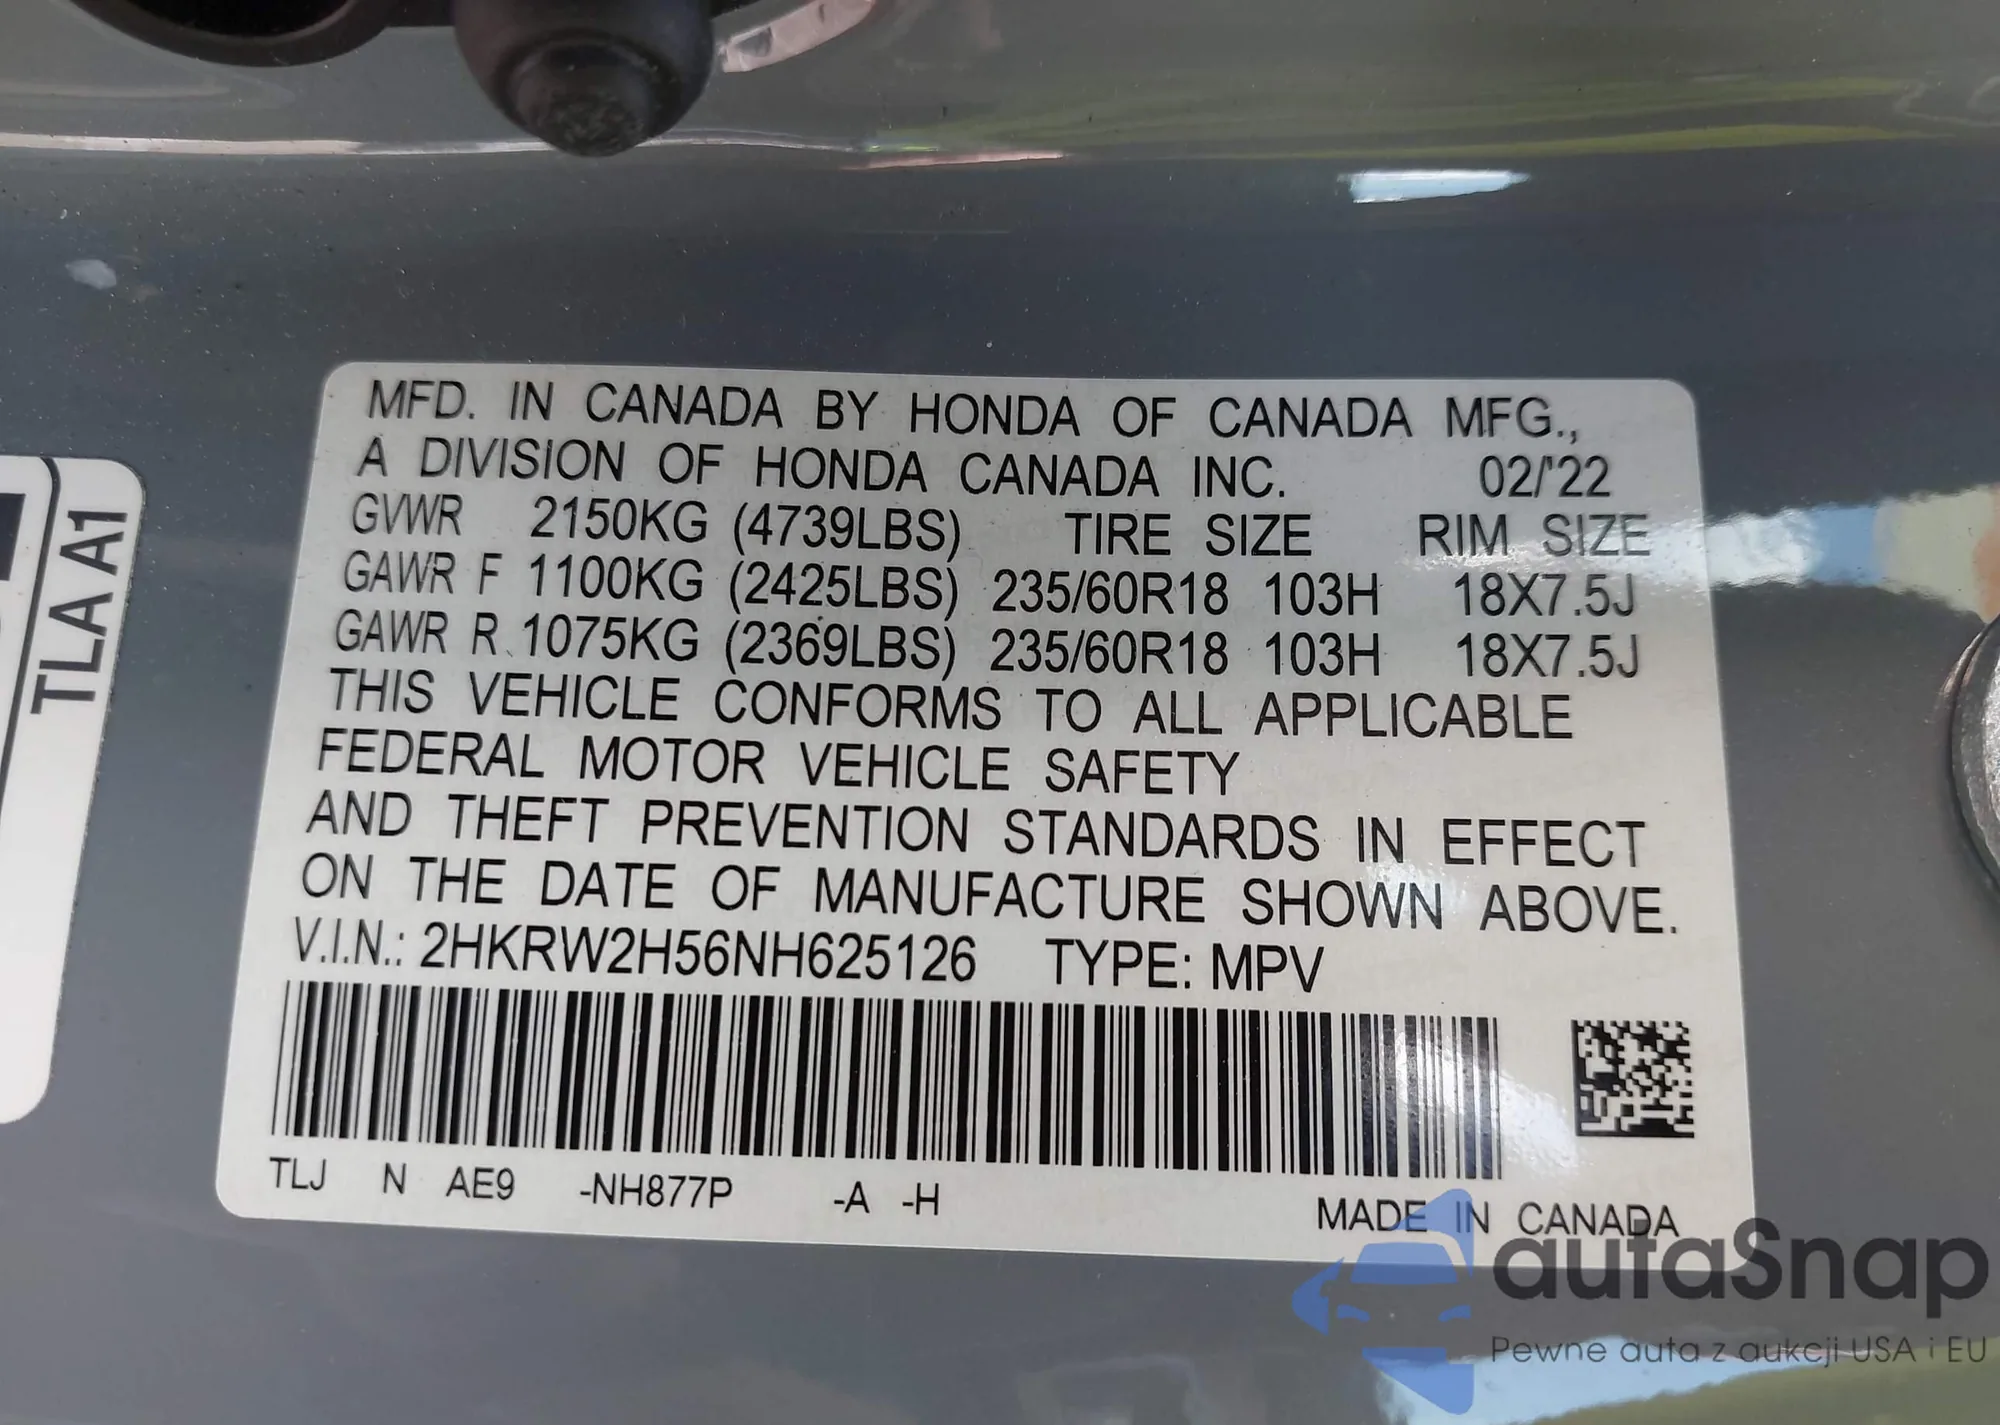 MFD. IN CANADA BY HONDA OF CANADA MFG.,
A DIVISION OF HONDA CANADA INC. 02/'22
GVWR 2150KG (4739LBS) TIRE SIZE RIM SIZE
GAWR F 1100KG (2425LBS) 235/60R18 103H 18X7.5J
GAWR R 1075KG (2369LBS) 235/60R18 103H 18X7.5J
THIS VEHICLE CONFORMS TO ALL APPLICABLE
FEDERAL MOTOR VEHICLE SAFETY
AND THEFT PREVENTION STANDARDS IN EFFECT
ON THE DATE OF MANUFACTURE SHOWN ABOVE.
V.I.N.: 2HKRW2H56NH625126 TYPE: MPV
TLJ N AE9 -NH877P -A -H
MADE IN CANADA
TLA A1
autaSnap
Pewne auta z aukcji USA i EU